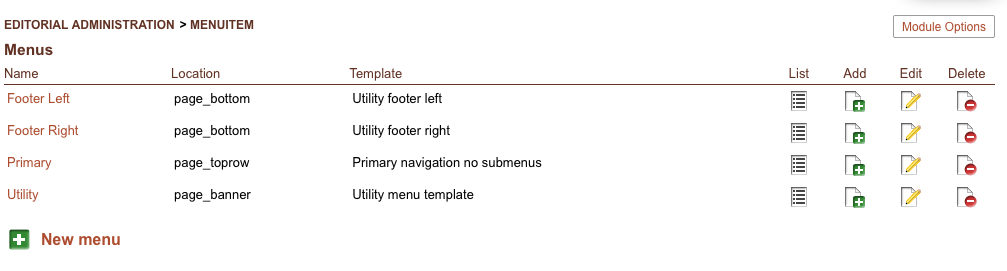 EDITORIAL ADMINISTRATION > MENUITEM
Module Options
Menus
Name Location Template List Add Edit Delete
Footer Left page_bottom Utility footer left
Footer Right page_bottom Utility footer right
Primary page_toprow Primary navigation no submenus
Utility page_banner Utility menu template
New menu